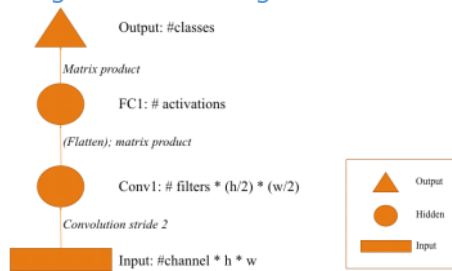 Output: #classes
Matrix product
FC1: # activations
(Flatten); matrix product
Conv1: # filters * (h/2) * (w/2)
Convolution stride 2
Input: #channel * h * w
Output
Hidden
Input